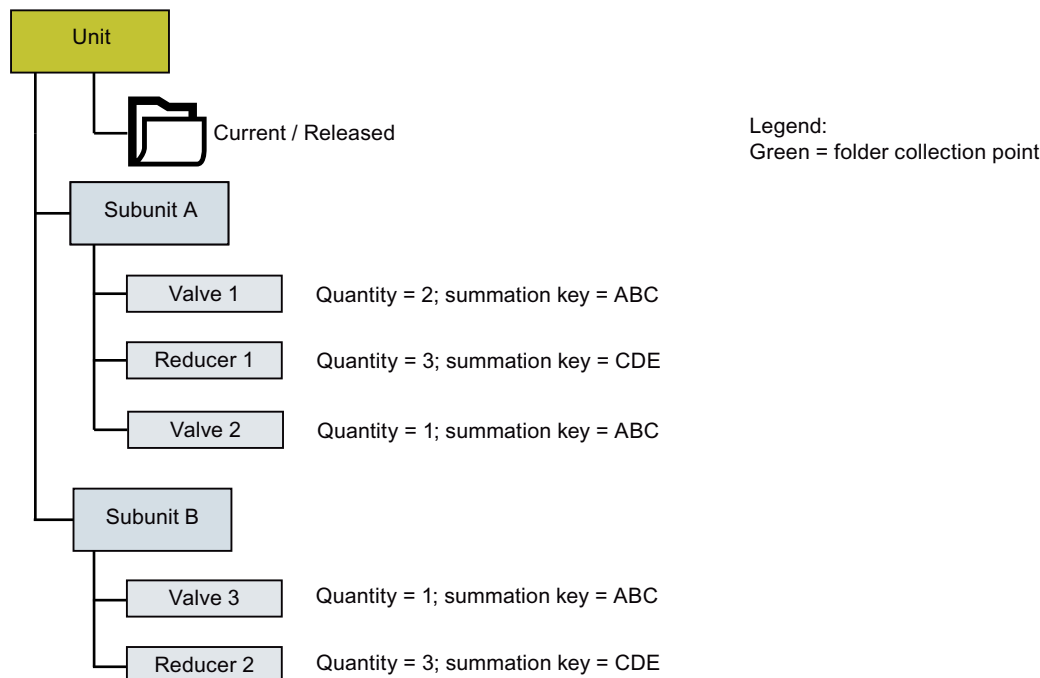 Unit
Current / Released
Legend:
Green = folder collection point
Subunit A
Valve 1 Quantity = 2; summation key = ABC
Reducer 1 Quantity = 3; summation key = CDE
Valve 2 Quantity = 1; summation key = ABC
Subunit B
Valve 3 Quantity = 1; summation key = ABC
Reducer 2 Quantity = 3; summation key = CDE